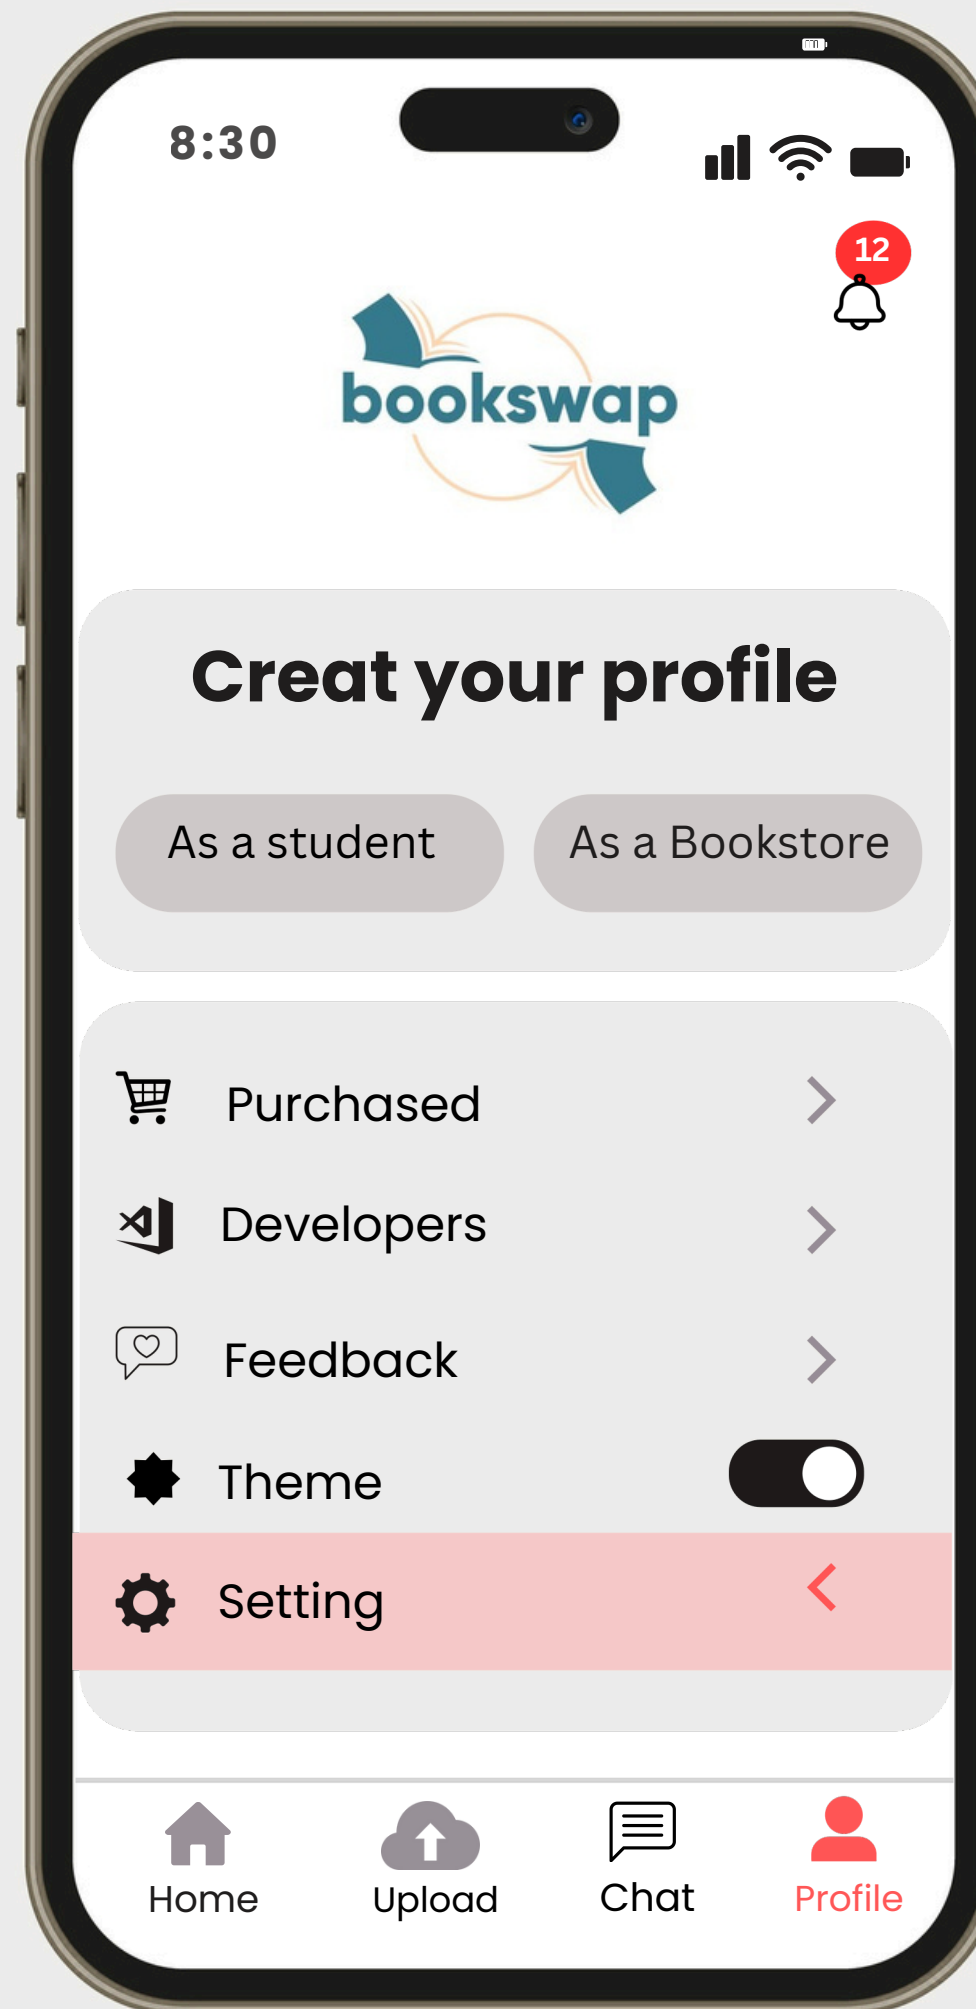 8:30
12
bookswap
Creat your profile
As a student
As a Bookstore
Purchased
Developers
Feedback
Theme
Setting
Home
Upload
Chat
Profile